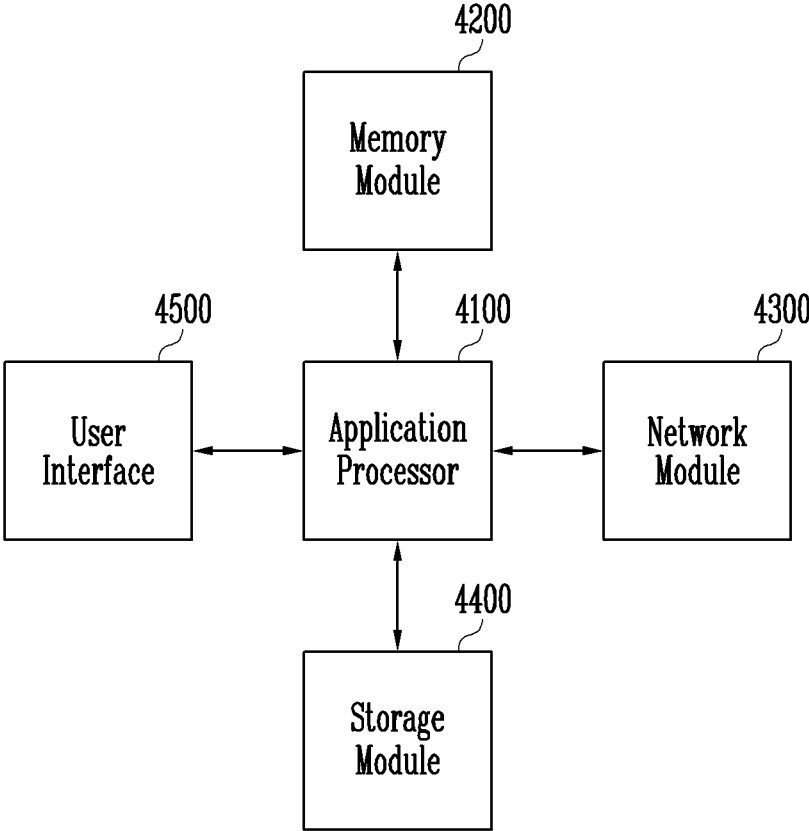 4200
Memory
Module
4500
4100
4300
User
Interface
Application
Processor
Network
Module
4400
Storage
Module